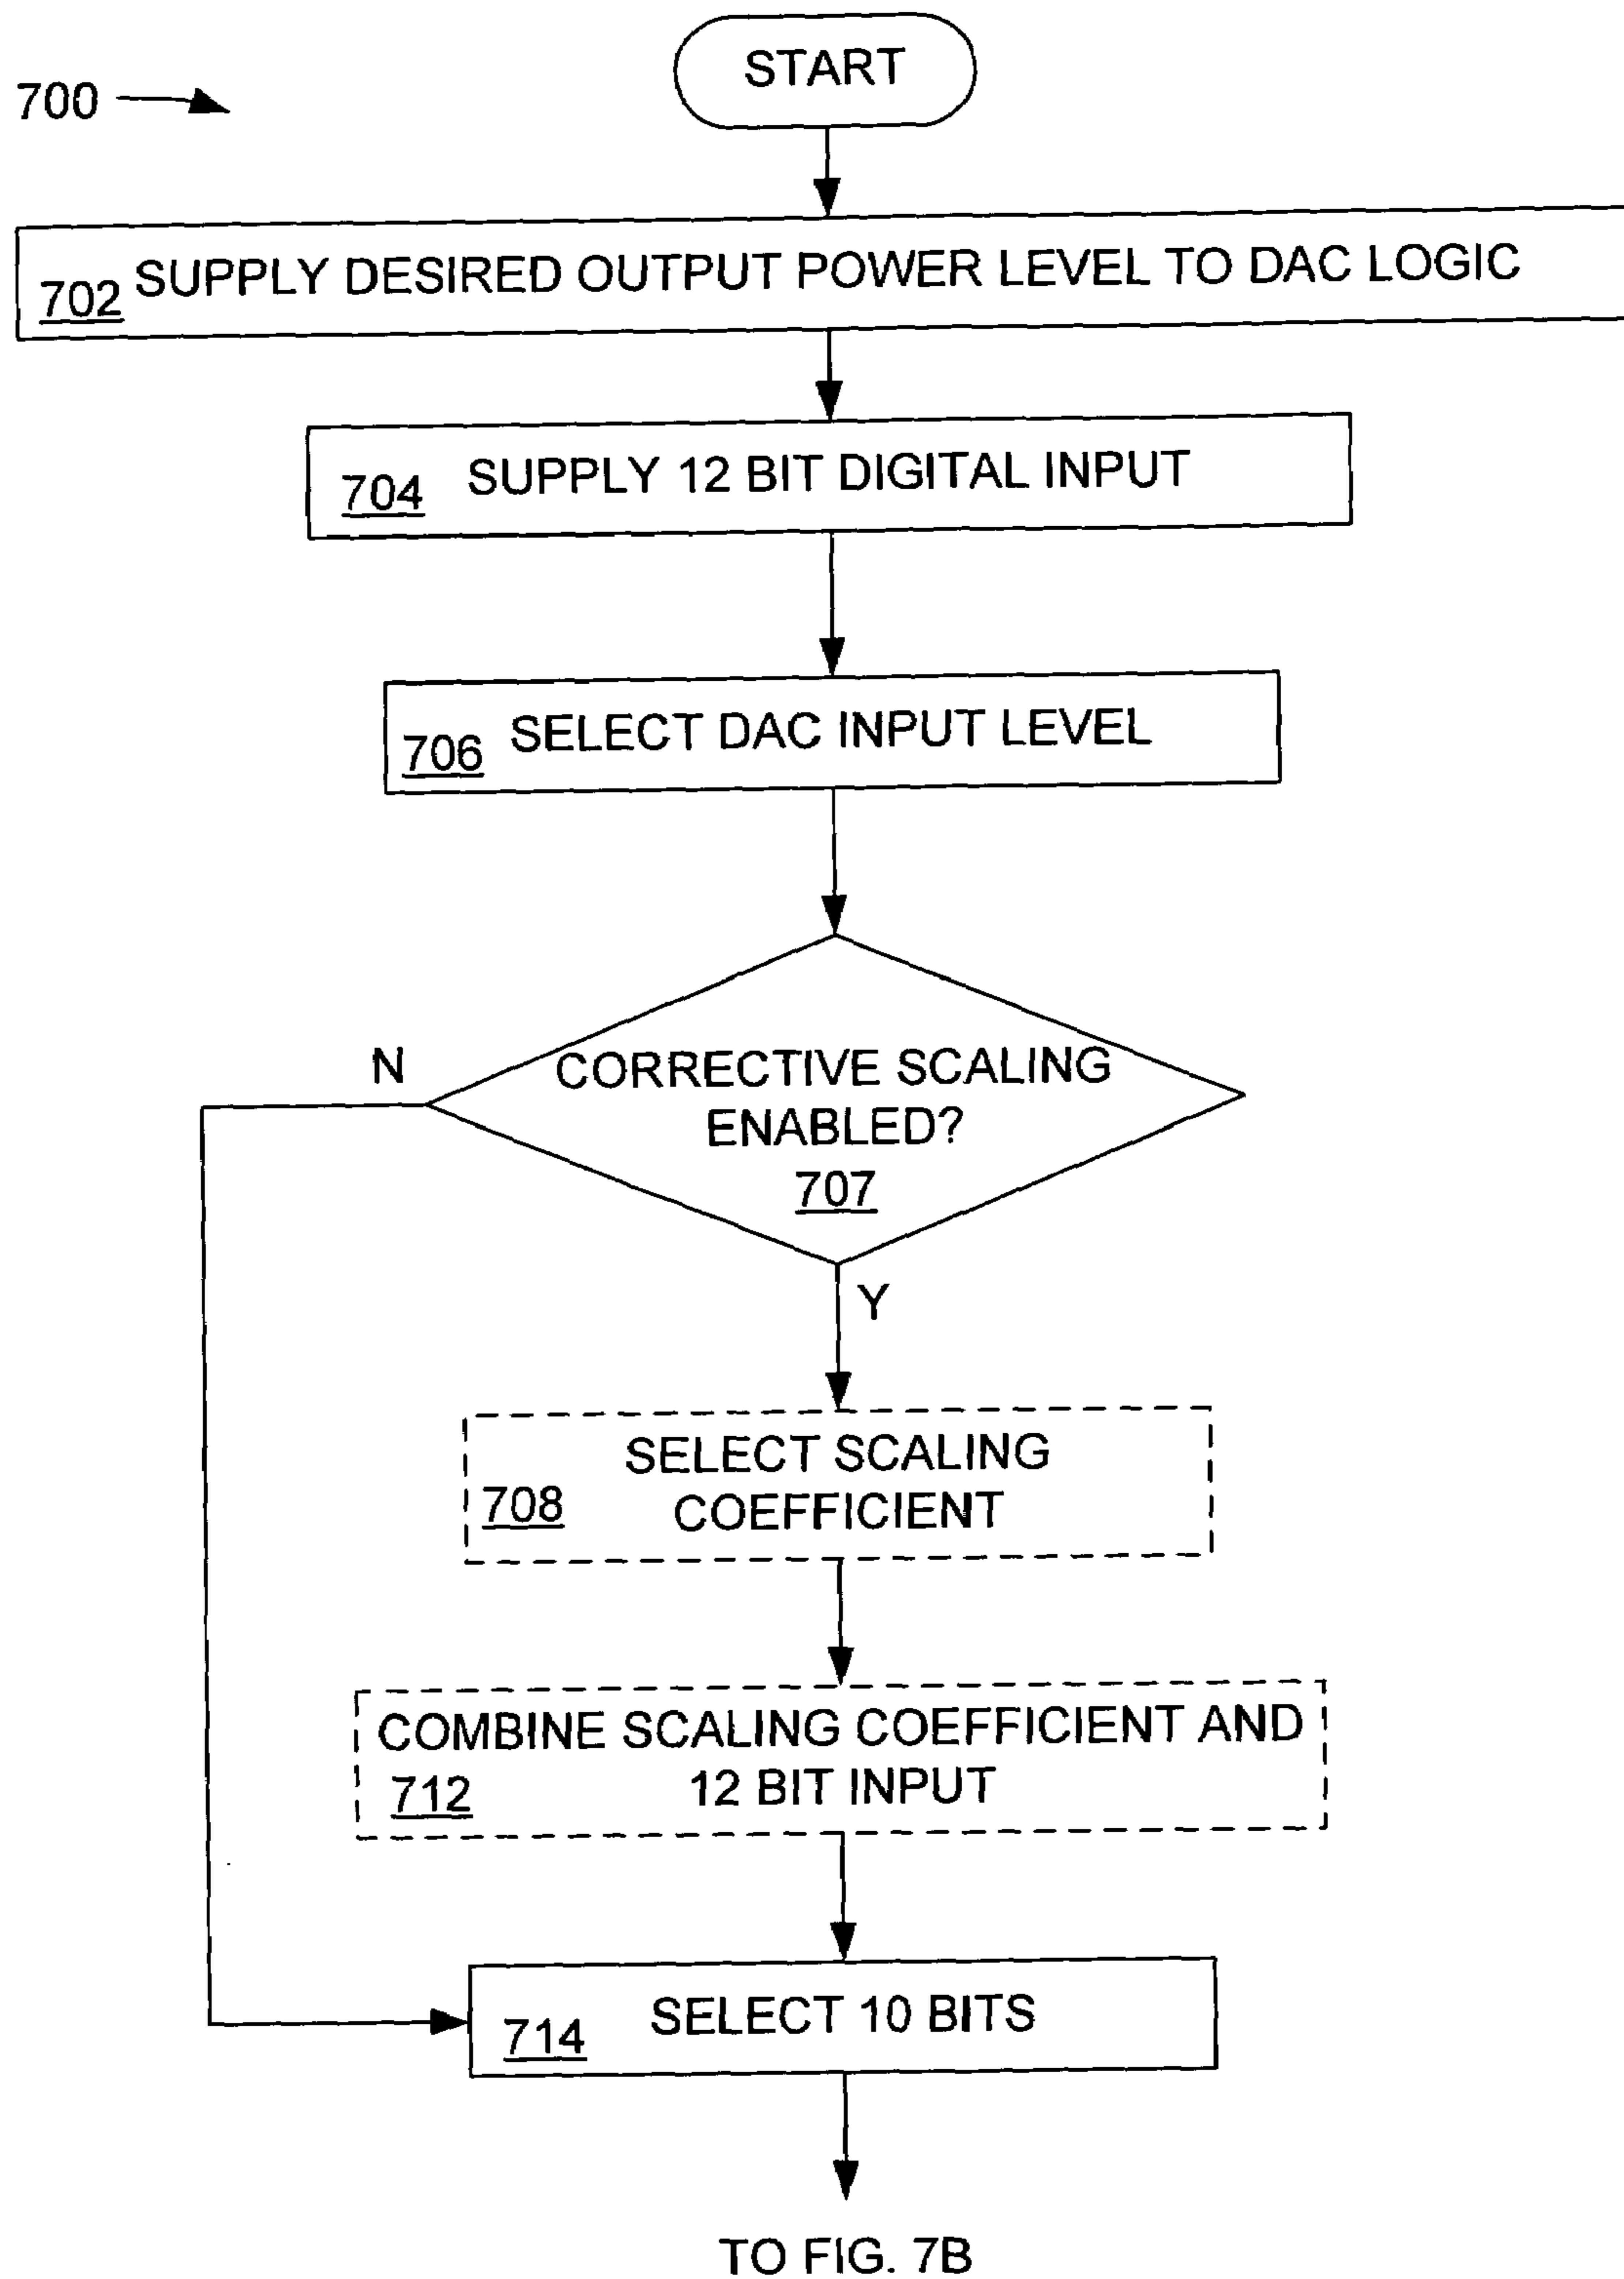 START
700
702 SUPPLY DESIRED OUTPUT POWER LEVEL TO DAC LOGIC
704 SUPPLY 12 BIT DIGITAL INPUT
706 SELECT DAC INPUT LEVEL
N
CORRECTIVE SCALING
ENABLED?
707
Y
SELECT SCALING
708 COEFFICIENT
COMBINE SCALING COEFFICIENT AND
712 12 BIT INPUT
714 SELECT 10 BITS
TO FIG. 7B